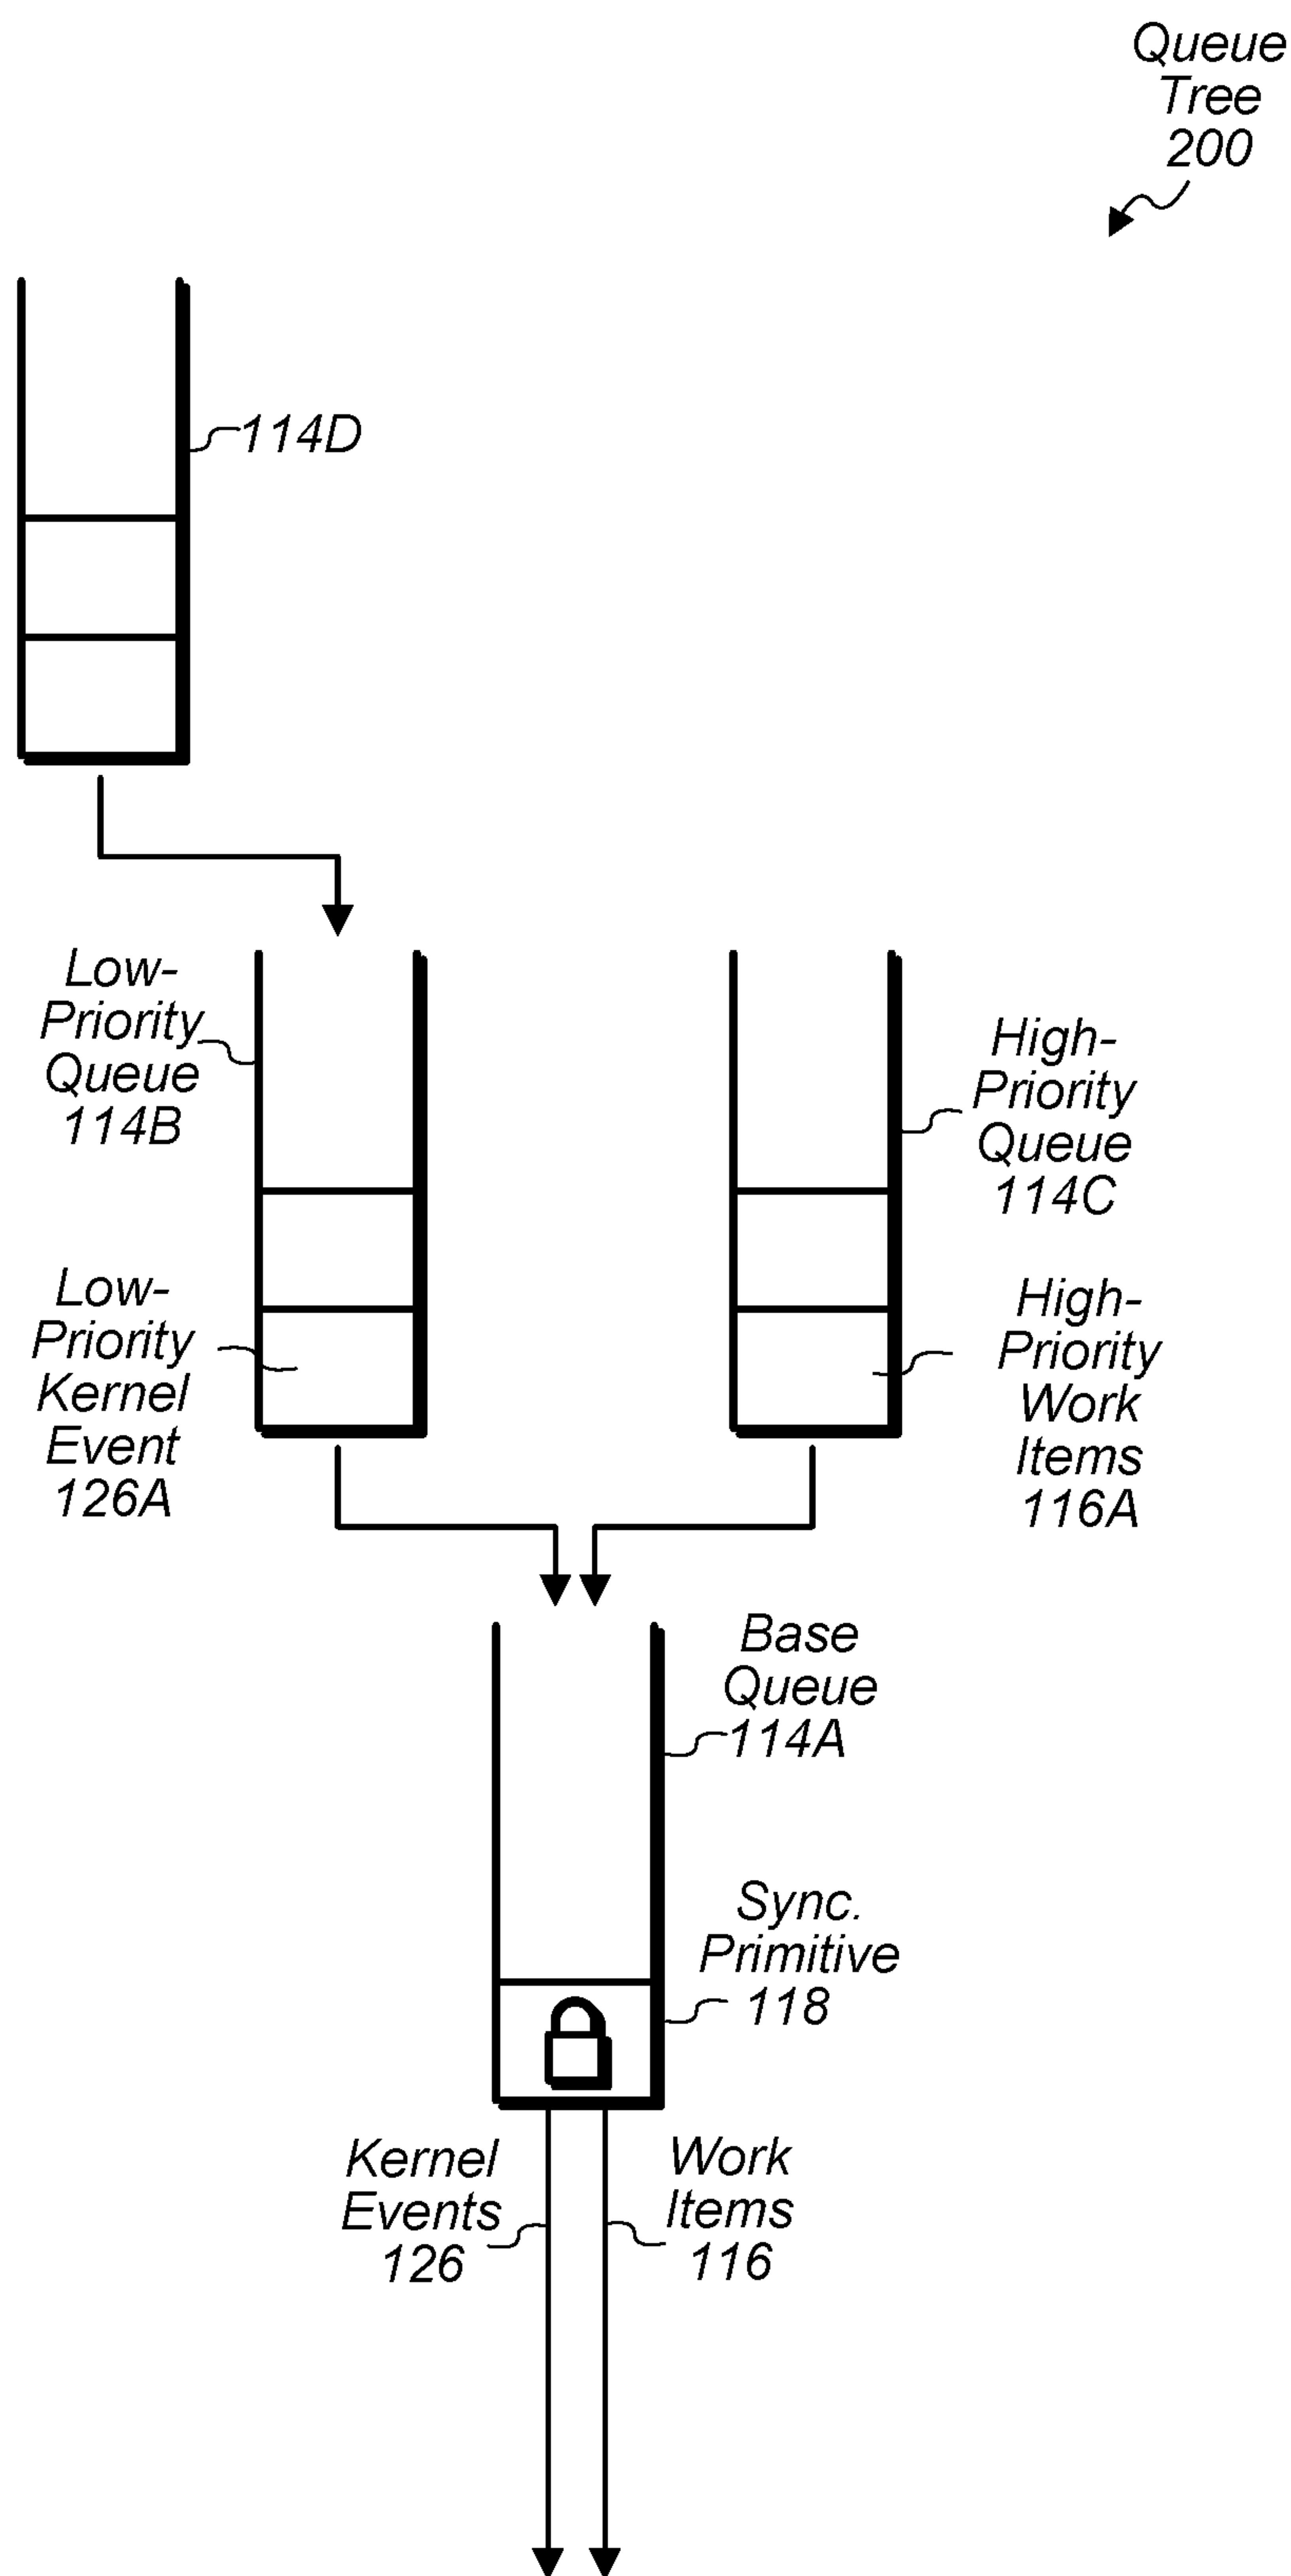 Queue
Tree
200
114D
Low-
Priority
Queue
114B
High-
Priority
Queue
114C
Low-
Priority
Kernel
Event
126A
High-
Priority
Work
Items
116A
Base
Queue
114A
Sync.
Primitive
118
Kernel
Events
126
Work
Items
116